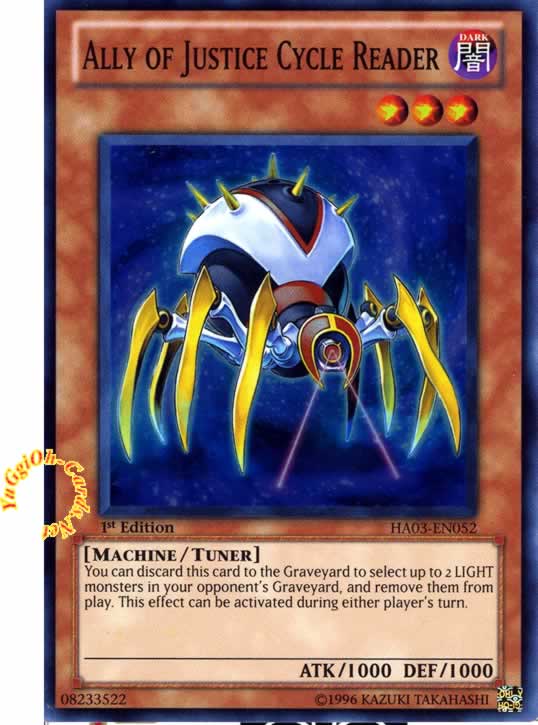 ALLY OF JUSTICE CYCLE READER
DARK
闇
1st Edition
HA03-EN052
YuGgiOh-Cards.Net
[MACHINE/TUNER]
You can discard this card to the Graveyard to select up to 2 LIGHT
monsters in your opponent's Graveyard, and remove them from
play. This effect can be activated during either player's turn.
ATK/1000 DEF/1000
08233522
©1996 KAZUKI TAKAHASHI